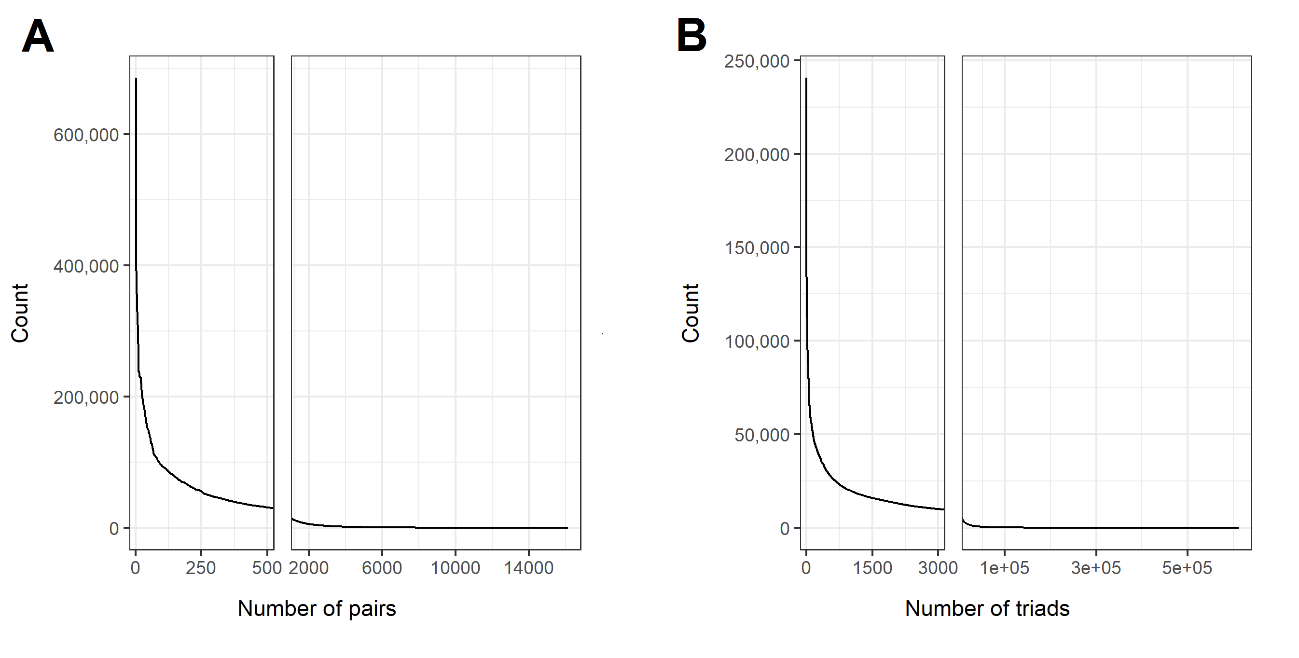 A
B
600,000
400,000
200,000
0
Count
0 250 500 2000 6000 10000 14000
Number of pairs
250,000
200,000
150,000
100,000
50,000
0
Count
0 1500 3000 1e+05 3e+05 5e+05
Number of triads